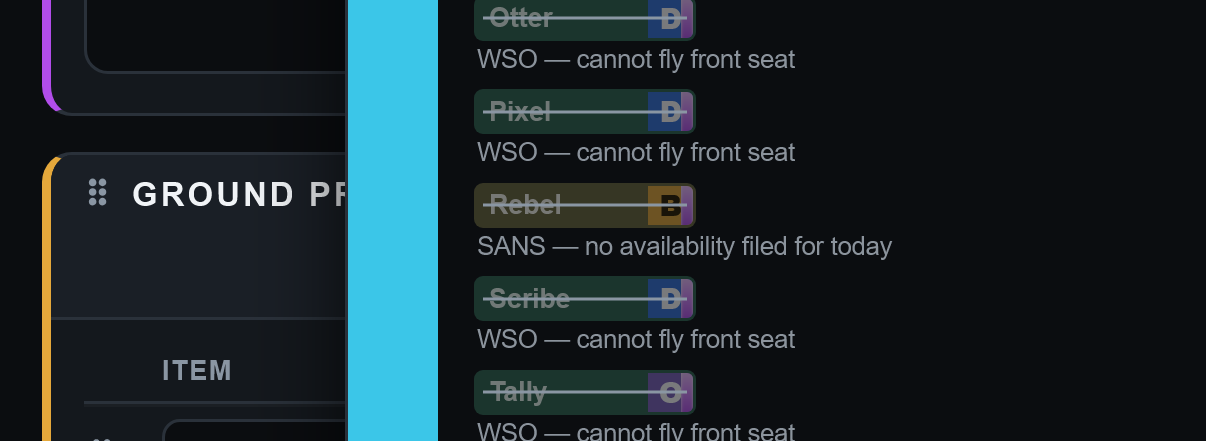 Otter D
WSO — cannot fly front seat
Pixel D
WSO — cannot fly front seat
GROUND PR
Rebel B
SANS — no availability filed for today
Scribe D
WSO — cannot fly front seat
ITEM
Tally O
WSO — cannot fly front seat